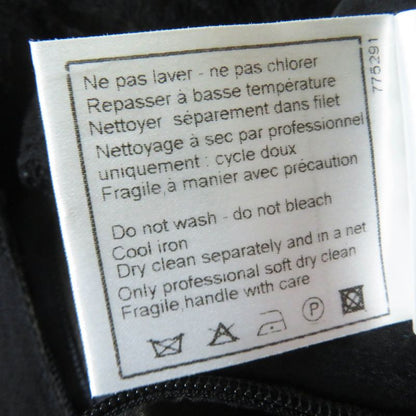 Ne pas laver - ne pas chlorer
Repasser à basse température
Nettoyer séparement dans filet
Nettoyage à sec par professionnel
uniquement : cycle doux
Fragile,à manier avec précaution
Do not wash - do not bleach
Cool iron
Dry clean separately and in a net
Only professional soft dry clean
Fragile,handle with care
P
775291